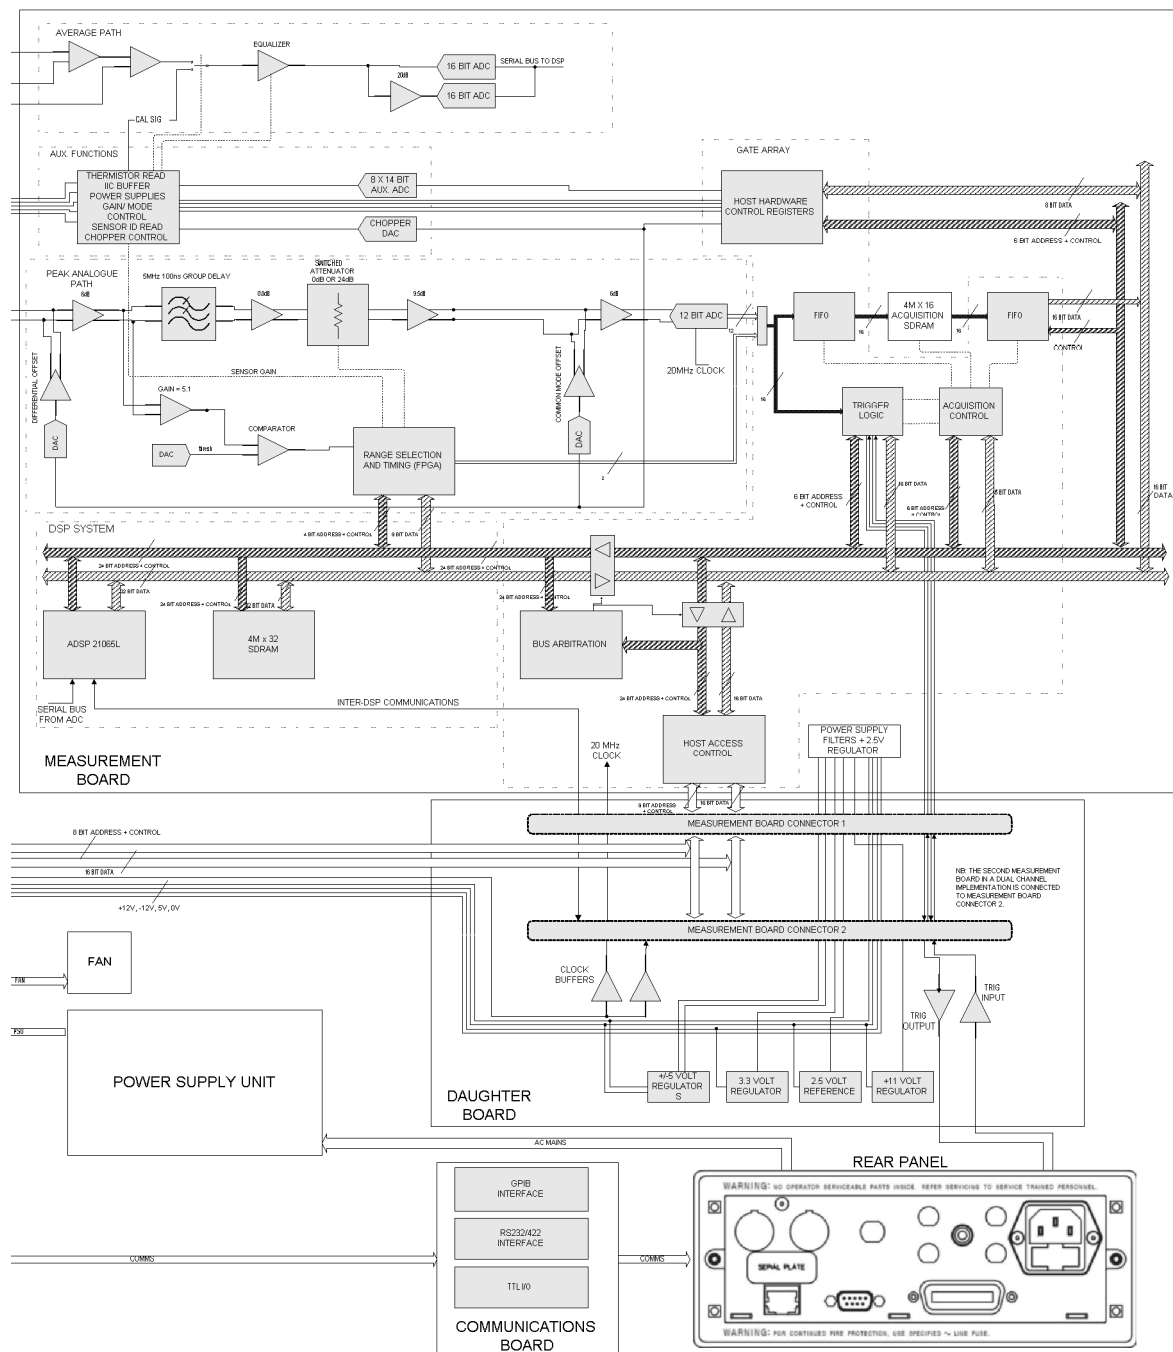 AVERAGE PATH
EQUALIZER
16 BIT ADC
SERIAL BUS TO DSP
20dB
16 BIT ADC
CAL SIG
AUX. FUNCTIONS
GATE ARRAY
THERMISTOR READ
IIC BUFFER
POWER SUPPLIES
GAIN/ MODE
CONTROL
SENSOR ID READ
CHOPPER CONTROL
8 X 14 BIT
AUX. ADC
CHOPPER
DAC
HOST HARDWARE
CONTROL REGISTERS
8 BIT DATA
6 BIT ADDRESS + CONTROL
PEAK ANALOGUE
PATH
6dB
5MHz 100ns GROUP DELAY
SWITCHED
ATTENUATOR
0dB OR 24dB
9.5dB
6dB
12 BIT ADC
12
12
20MHz CLOCK
FIFO
16
4M X 16
ACQUISITION
SDRAM
16
FIFO
16 BIT DATA
CONTROL
DIFFERENTIAL OFFSET
SENSOR GAIN
COMMON MODE OFFSET
GAIN = 5.1
16
TRIGGER
LOGIC
ACQUISITION
CONTROL
DAC
COMPARATOR
DAC
DAC
RANGE SELECTION
AND TIMING (FPGA)
2
6 BIT ADDRESS
+ CONTROL
16 BIT DATA
6 BIT ADDRESS
+ CONTROL
16 BIT DATA
16 BIT
DATA
DSP SYSTEM
4 BIT ADDRESS + CONTROL
8 BIT DATA
24 BIT ADDRESS + CONTROL
24 BIT ADDRESS + CONTROL
32 BIT DATA
24 BIT ADDRESS + CONTROL
32 BIT DATA
24 BIT ADDRESS +
CONTROL
ADSP 21065L
4M x 32
SDRAM
BUS ARBITRATION
SERIAL BUS
FROM ADC
INTER-DSP COMMUNICATIONS
24 BIT ADDRESS + CONTROL
16 BIT DATA
20 MHz
CLOCK
HOST ACCESS
CONTROL
POWER SUPPLY
FILTERS + 2.5V
REGULATOR
MEASUREMENT
BOARD
8 BIT ADDRESS
+ CONTROL
16 BIT DATA
MEASUREMENT BOARD CONNECTOR 1
8 BIT ADDRESS + CONTROL
16 BIT DATA
+12V, -12V, 5V, 0V
NB: THE SECOND MEASUREMENT
BOARD IN A DUAL CHANNEL
IMPLEMENTATION IS CONNECTED
TO MEASUREMENT BOARD
CONNECTOR 2.
MEASUREMENT BOARD CONNECTOR 2
FAN
FAN
CLOCK
BUFFERS
TRIG
OUTPUT
TRIG
INPUT
PSU
POWER SUPPLY UNIT
+/-5 VOLT
REGULATOR
S
3.3 VOLT
REGULATOR
2.5 VOLT
REFERENCE
+11 VOLT
REGULATOR
DAUGHTER
BOARD
AC MAINS
REAR PANEL
GPIB
INTERFACE
RS232/422
INTERFACE
TTL I/O
COMMS
COMMS
COMMUNICATIONS
BOARD
WARNING: NO OPERATOR SERVICEABLE PARTS INSIDE. REFER SERVICING TO SERVICE TRAINED PERSONNEL.
SERIAL PLATE
WARNING: FOR CONTINUED FIRE PROTECTION, USE SPECIFIED ~ LINE FUSE.